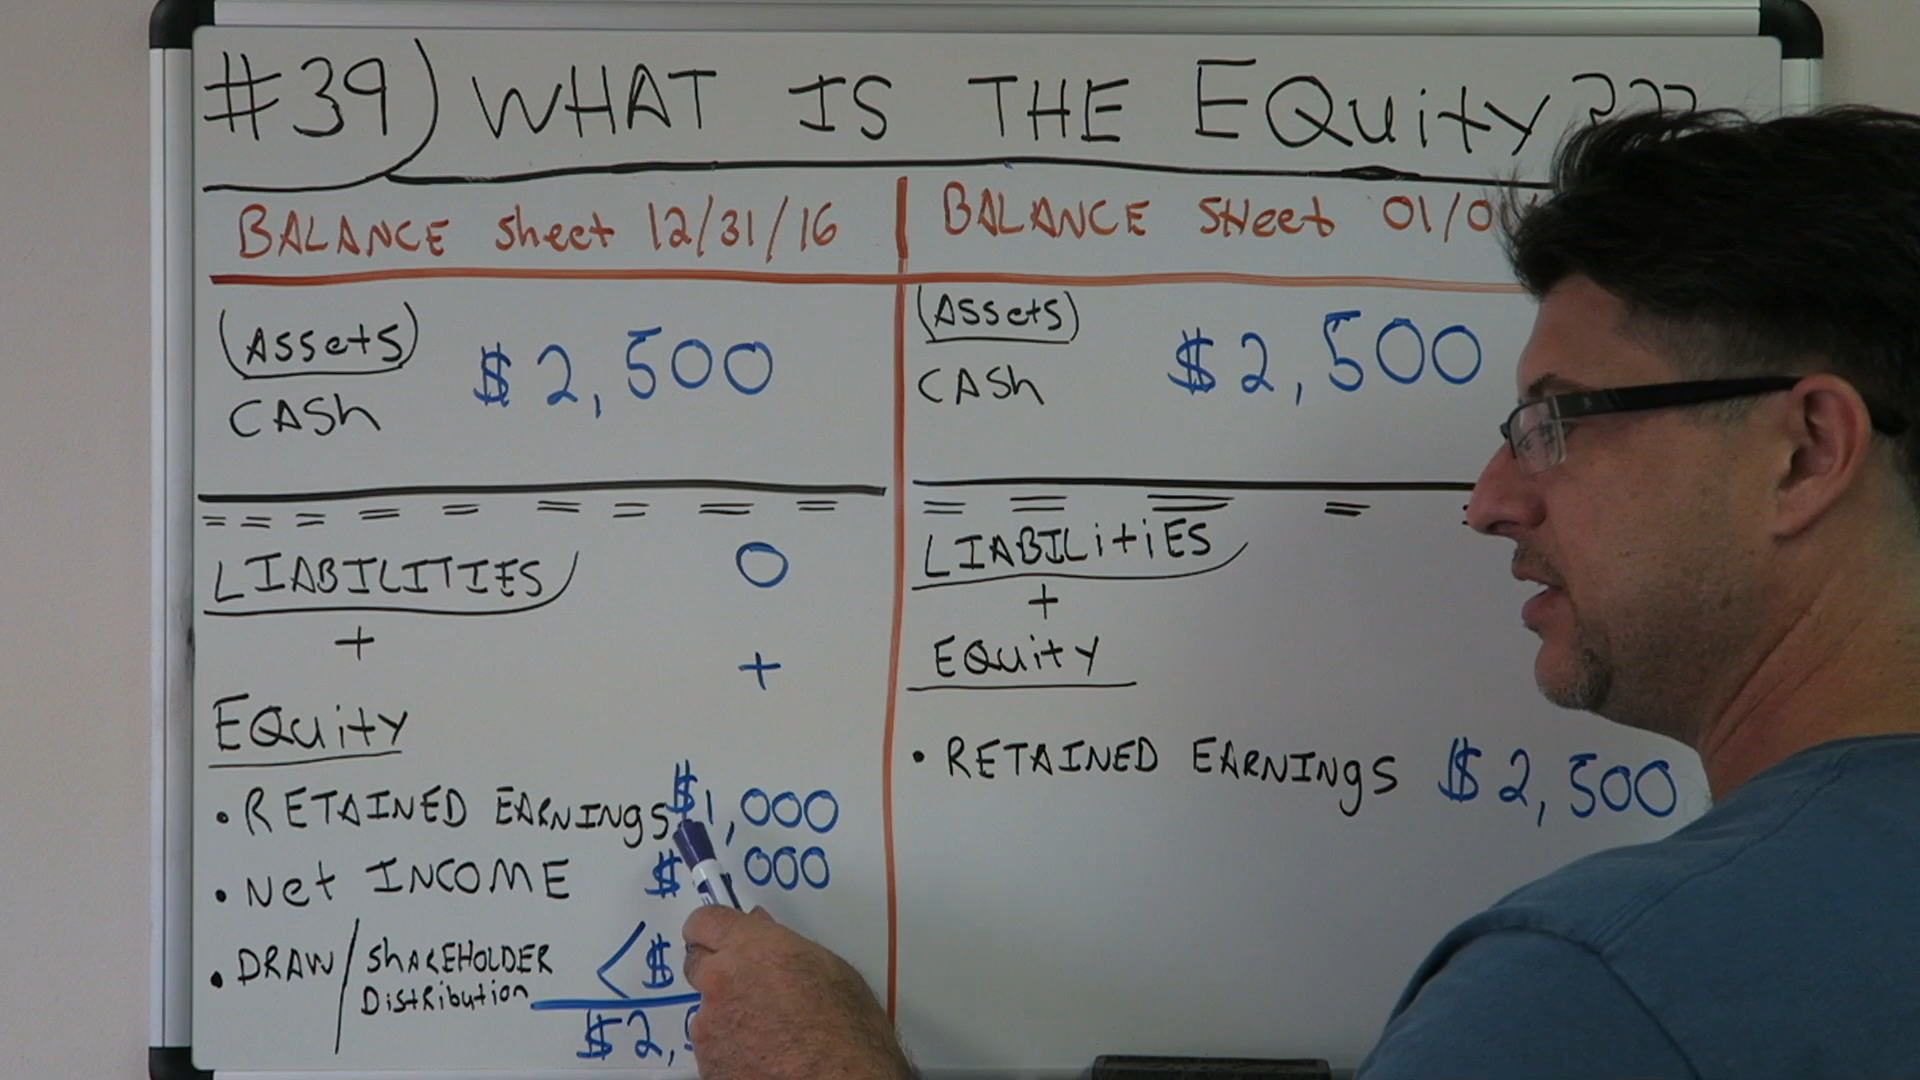 #39) WHAT IS THE EQuity ???
BALANCE sheet 12/31/16
(Assets)
CASh
$2,500
LIABILITIES
0
+
+
EQuity
• RETAINED EARNINgs $1,000
• Net INCOME $ 000
• DRAW / ShAREHOLDER
DistRibution
<$
$2,5
BALANCE SHeet 01/0
(Assets)
CASh
$2,500
LIABILitiES
+
EQuity
• RETAINED EARNINgs $2,500